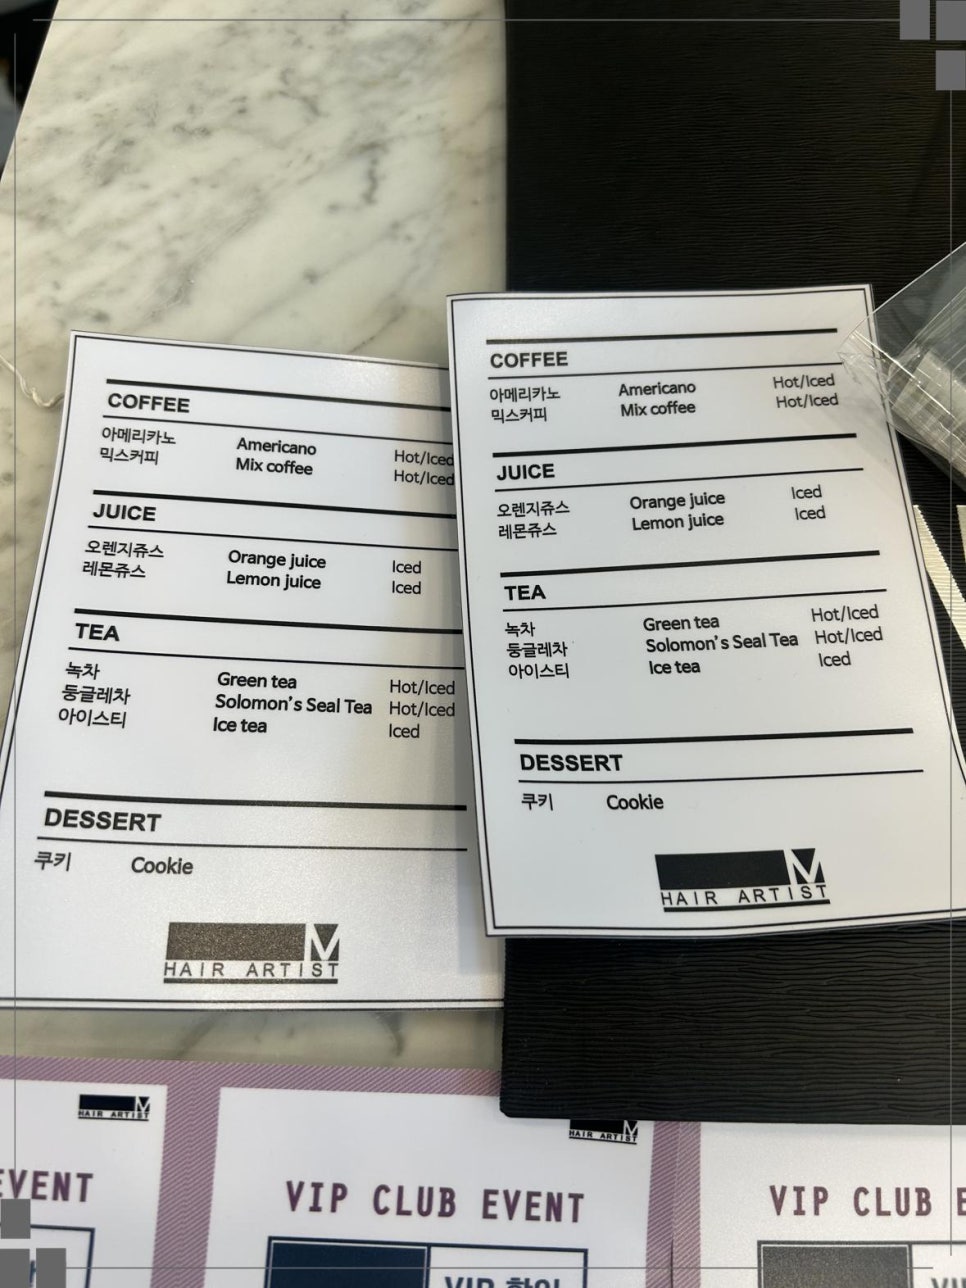 COFFEE
아메리카노 Americano Hot/Iced
믹스커피 Mix coffee Hot/Iced
JUICE
오렌지쥬스 Orange juice Iced
레몬쥬스 Lemon juice Iced
TEA
녹차 Green tea Hot/Iced
둥글레차 Solomon's Seal Tea Hot/Iced
아이스티 Ice tea Iced
DESSERT
쿠키 Cookie
M
HAIR ARTIST
COFFEE
아메리카노 Americano Hot/Iced
믹스커피 Mix coffee Hot/Iced
JUICE
오렌지쥬스 Orange juice Iced
레몬쥬스 Lemon juice Iced
TEA
녹차 Green tea Hot/Iced
둥글레차 Solomon's Seal Tea Hot/Iced
아이스티 Ice tea Iced
DESSERT
쿠키 Cookie
M
HAIR ARTIST
M
HAIR ARTIST
EVENT
M
HAIR ARTIST
VIP CLUB EVENT
VIP 할인
VIP CLUB E